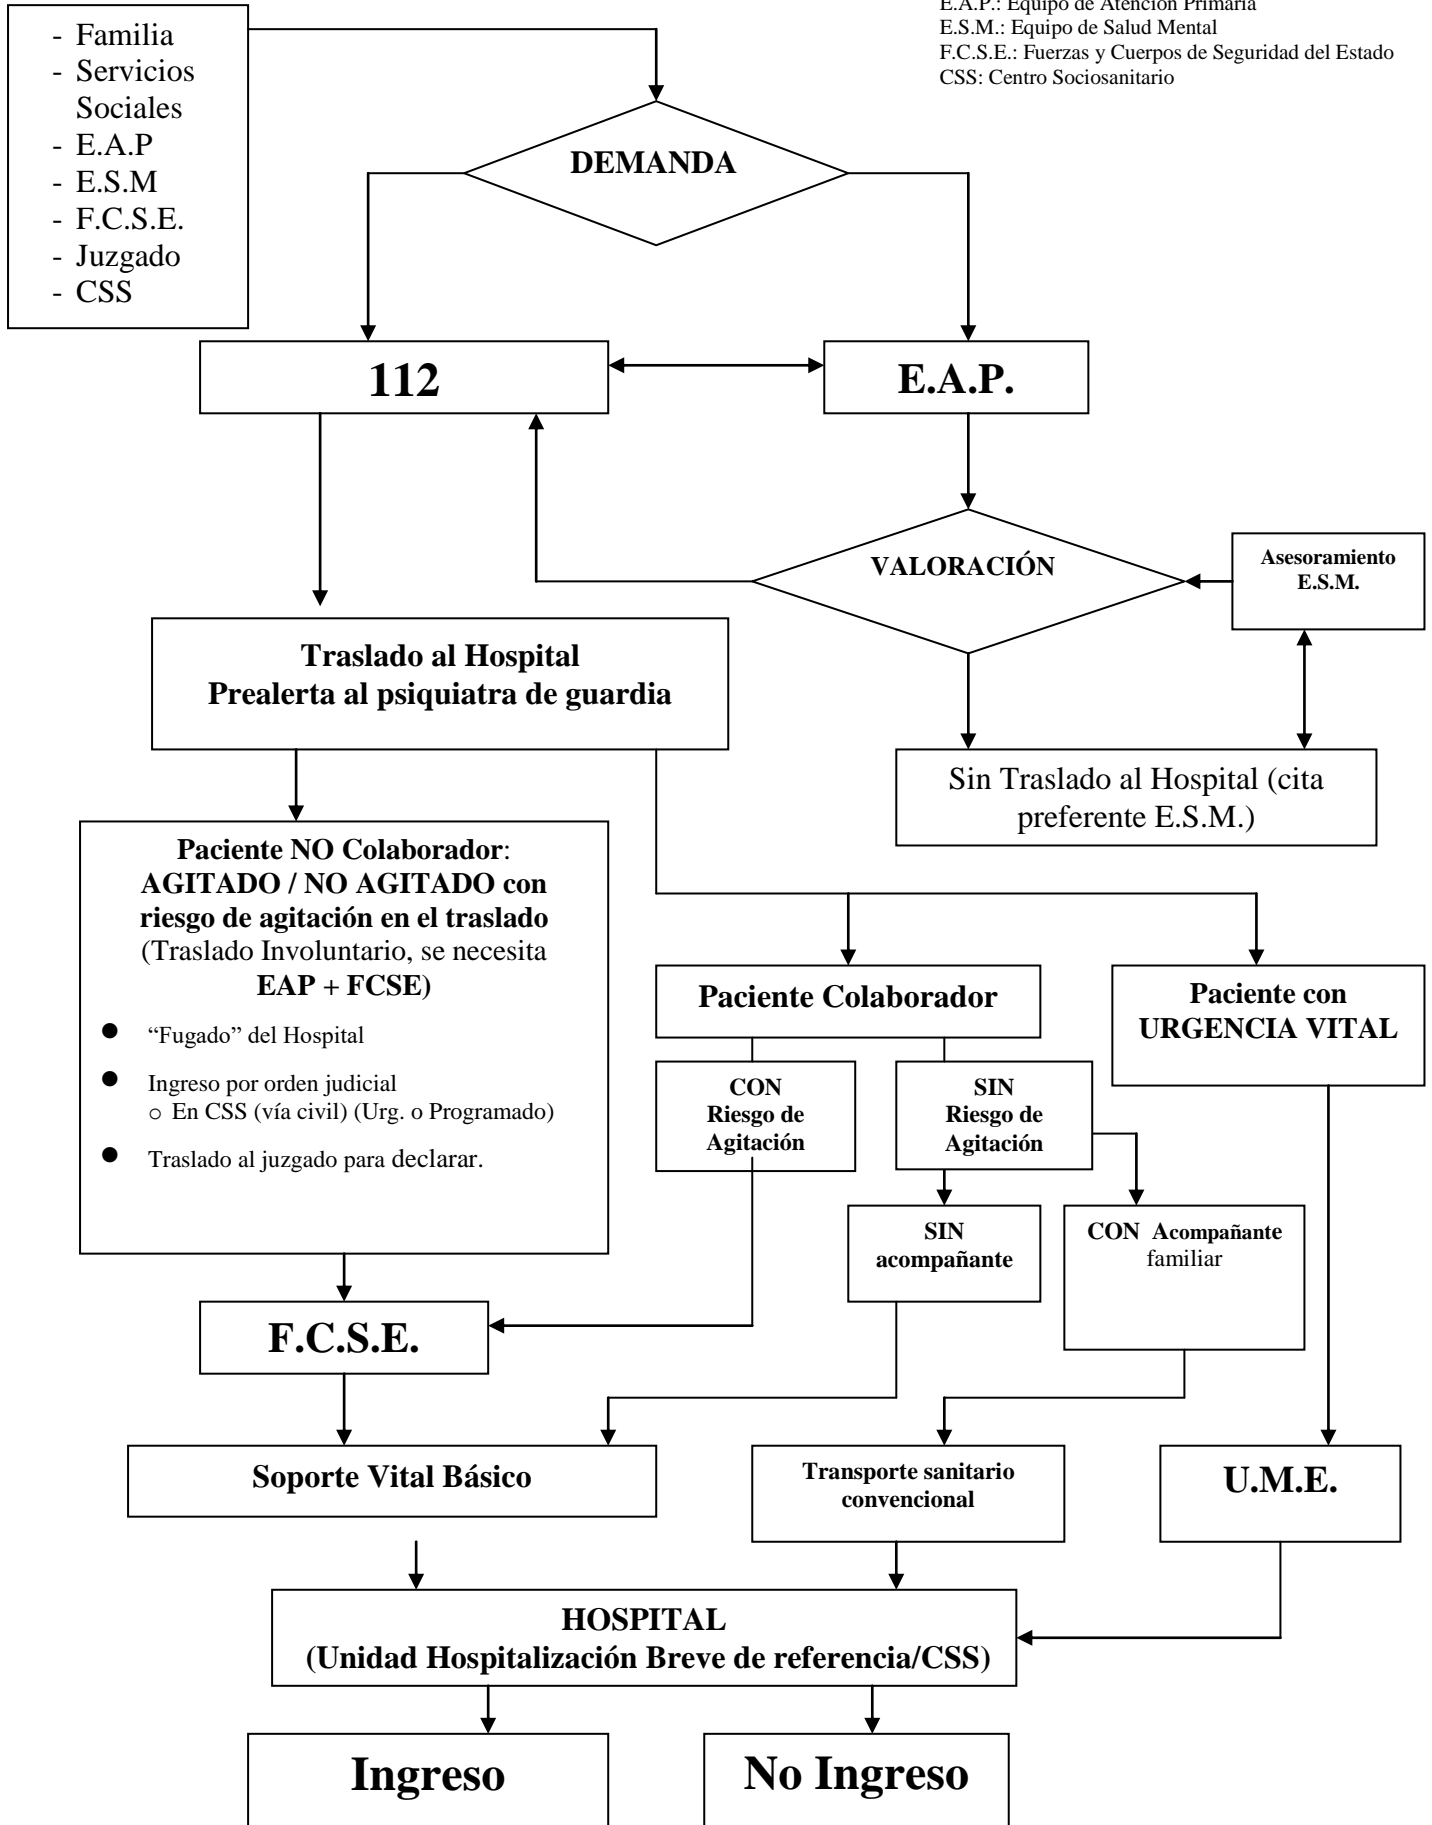 E.A.P.: Equipo de Atención Primaria
E.S.M.: Equipo de Salud Mental
F.C.S.E.: Fuerzas y Cuerpos de Seguridad del Estado
CSS: Centro Sociosanitario
- Familia
- Servicios
Sociales
- E.A.P
- E.S.M
- F.C.S.E.
- Juzgado
- CSS
DEMANDA
112
E.A.P.
VALORACIÓN
Asesoramiento
E.S.M.
Traslado al Hospital
Prealerta al psiquiatra de guardia
Sin Traslado al Hospital (cita
preferente E.S.M.)
Paciente NO Colaborador:
AGITADO / NO AGITADO con
riesgo de agitación en el traslado
(Traslado Involuntario, se necesita
EAP + FCSE)
● “Fugado” del Hospital
● Ingreso por orden judicial
o En CSS (vía civil) (Urg. o Programado)
● Traslado al juzgado para declarar.
Paciente Colaborador
Paciente con
URGENCIA VITAL
CON
Riesgo de
Agitación
SIN
Riesgo de
Agitación
SIN
acompañante
CON Acompañante
familiar
F.C.S.E.
Soporte Vital Básico
Transporte sanitario
convencional
U.M.E.
HOSPITAL
(Unidad Hospitalización Breve de referencia/CSS)
Ingreso
No Ingreso